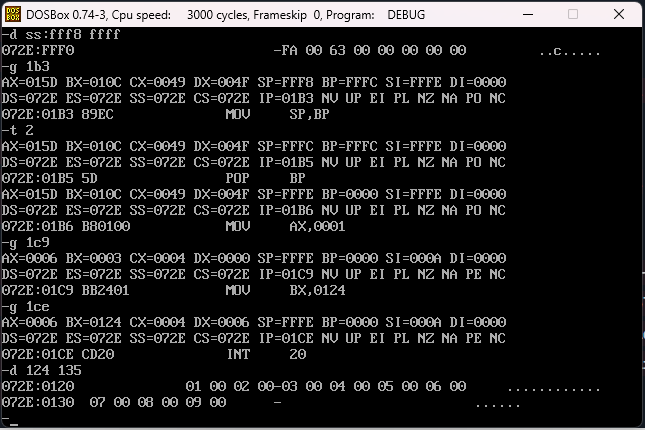 DOSBox 0.74-3, Cpu speed: 3000 cycles, Frameskip 0, Program: DEBUG
-d ss:fff8 ffff
072E:FFF0 -FA 00 63 00 00 00 00 00 ..c.....
-g 1b3
AX=015D BX=010C CX=0049 DX=004F SP=FFF8 BP=FFFC SI=FFFE DI=0000
DS=072E ES=072E SS=072E CS=072E IP=01B3 NV UP EI PL NZ NA PO NC
072E:01B3 89EC MOV SP,BP
-t 2
AX=015D BX=010C CX=0049 DX=004F SP=FFFC BP=FFFC SI=FFFE DI=0000
DS=072E ES=072E SS=072E CS=072E IP=01B5 NV UP EI PL NZ NA PO NC
072E:01B5 5D POP BP
AX=015D BX=010C CX=0049 DX=004F SP=FFFE BP=0000 SI=FFFE DI=0000
DS=072E ES=072E SS=072E CS=072E IP=01B6 NV UP EI PL NZ NA PO NC
072E:01B6 B80100 MOV AX,0001
-g 1c9
AX=0006 BX=0003 CX=0004 DX=0000 SP=FFFE BP=0000 SI=000A DI=0000
DS=072E ES=072E SS=072E CS=072E IP=01C9 NV UP EI PL NZ NA PE NC
072E:01C9 BB2401 MOV BX,0124
-g 1ce
AX=0006 BX=0124 CX=0004 DX=0006 SP=FFFE BP=0000 SI=000A DI=0000
DS=072E ES=072E SS=072E CS=072E IP=01CE NV UP EI PL NZ NA PE NC
072E:01CE CD20 INT 20
-d 124 135
072E:0120 01 00 02 00-03 00 04 00 05 00 06 00 ............
072E:0130 07 00 08 00 09 00 - ......
-_